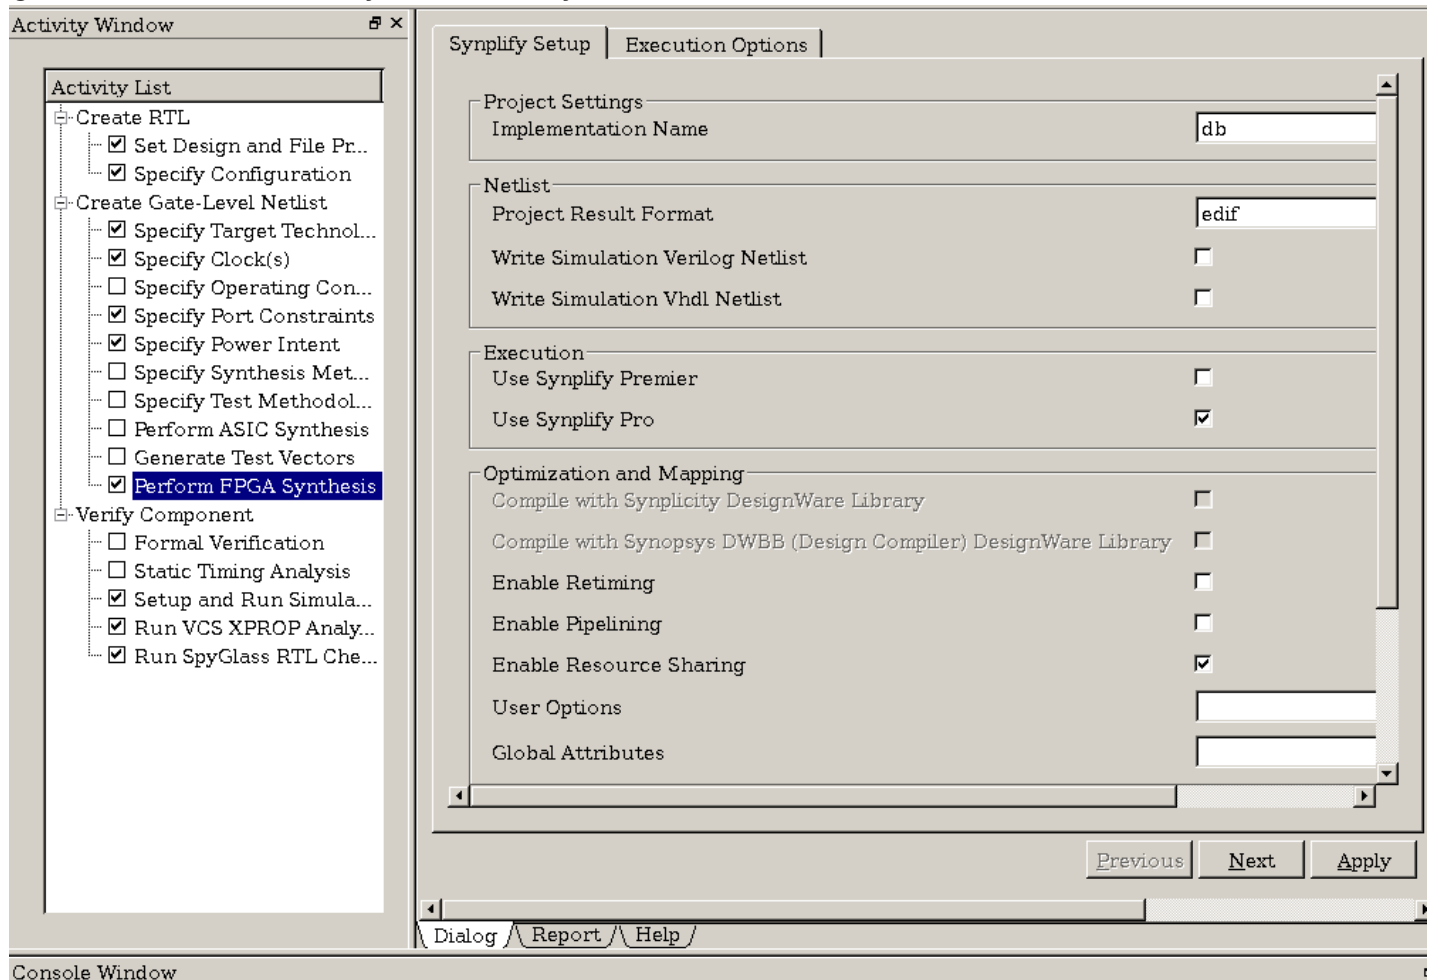 Activity Window
Activity List
Create RTL
Set Design and File Pr...
Specify Configuration
Create Gate-Level Netlist
Specify Target Technol...
Specify Clock(s)
Specify Operating Con...
Specify Port Constraints
Specify Power Intent
Specify Synthesis Met...
Specify Test Methodol...
Perform ASIC Synthesis
Generate Test Vectors
Perform FPGA Synthesis
Verify Component
Formal Verification
Static Timing Analysis
Setup and Run Simula...
Run VCS XPROP Analy...
Run SpyGlass RTL Che...
Synplify Setup
Execution Options
Project Settings
Implementation Name
db
Netlist
Project Result Format
edif
Write Simulation Verilog Netlist
Write Simulation Vhdl Netlist
Execution
Use Synplify Premier
Use Synplify Pro
Optimization and Mapping
Compile with Synplicity DesignWare Library
Compile with Synopsys DWBB (Design Compiler) DesignWare Library
Enable Retiming
Enable Pipelining
Enable Resource Sharing
User Options
Global Attributes
Previous
Next
Apply
Dialog
Report
Help
Console Window